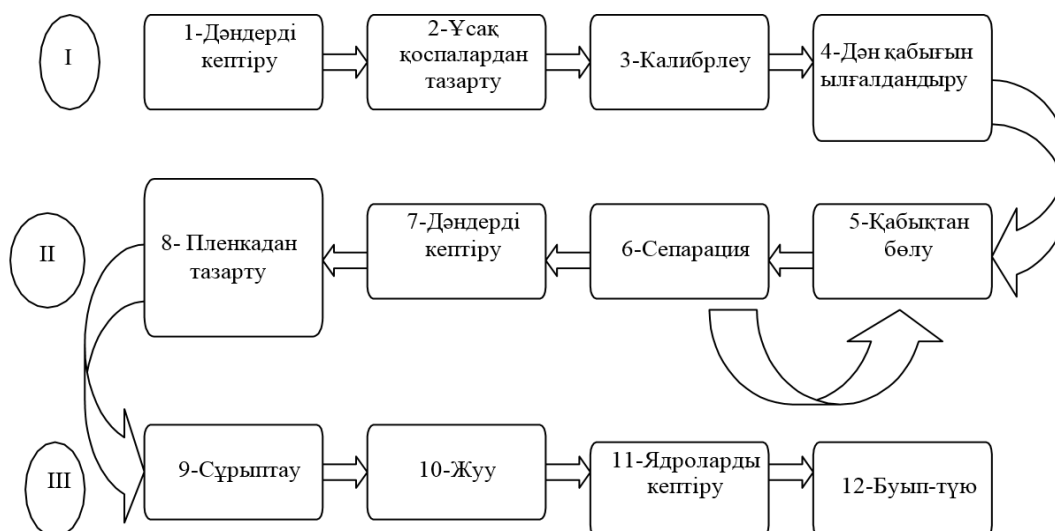 I
1-Дәндерді
кептіру
2-Ұсақ
қоспалардан
тазарту
3-Калибрлеу
4-Дән қабығын
ылғалдандыру
II
8- Пленкадан
тазарту
7-Дәндерді
кептіру
6-Сепарация
5-Қабықтан
бөлу
III
9-Сұрыптау
10-Жуу
11-Ядроларды
кептіру
12-Буып-түю